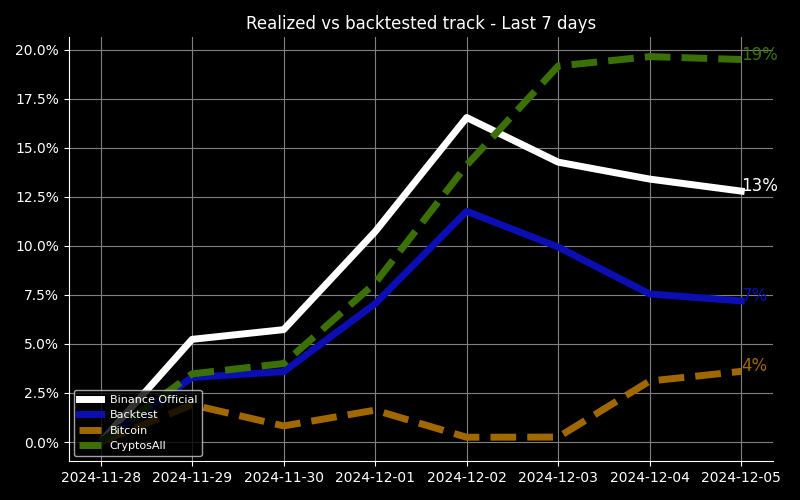 Realized vs backtested track - Last 7 days
20.0%
17.5%
15.0%
12.5%
10.0%
7.5%
5.0%
2.5%
0.0%
19%
13%
7%
4%
Binance Official
Backtest
Bitcoin
CryptosAll
2024-11-28 2024-11-29 2024-11-30 2024-12-01 2024-12-02 2024-12-03 2024-12-04 2024-12-05